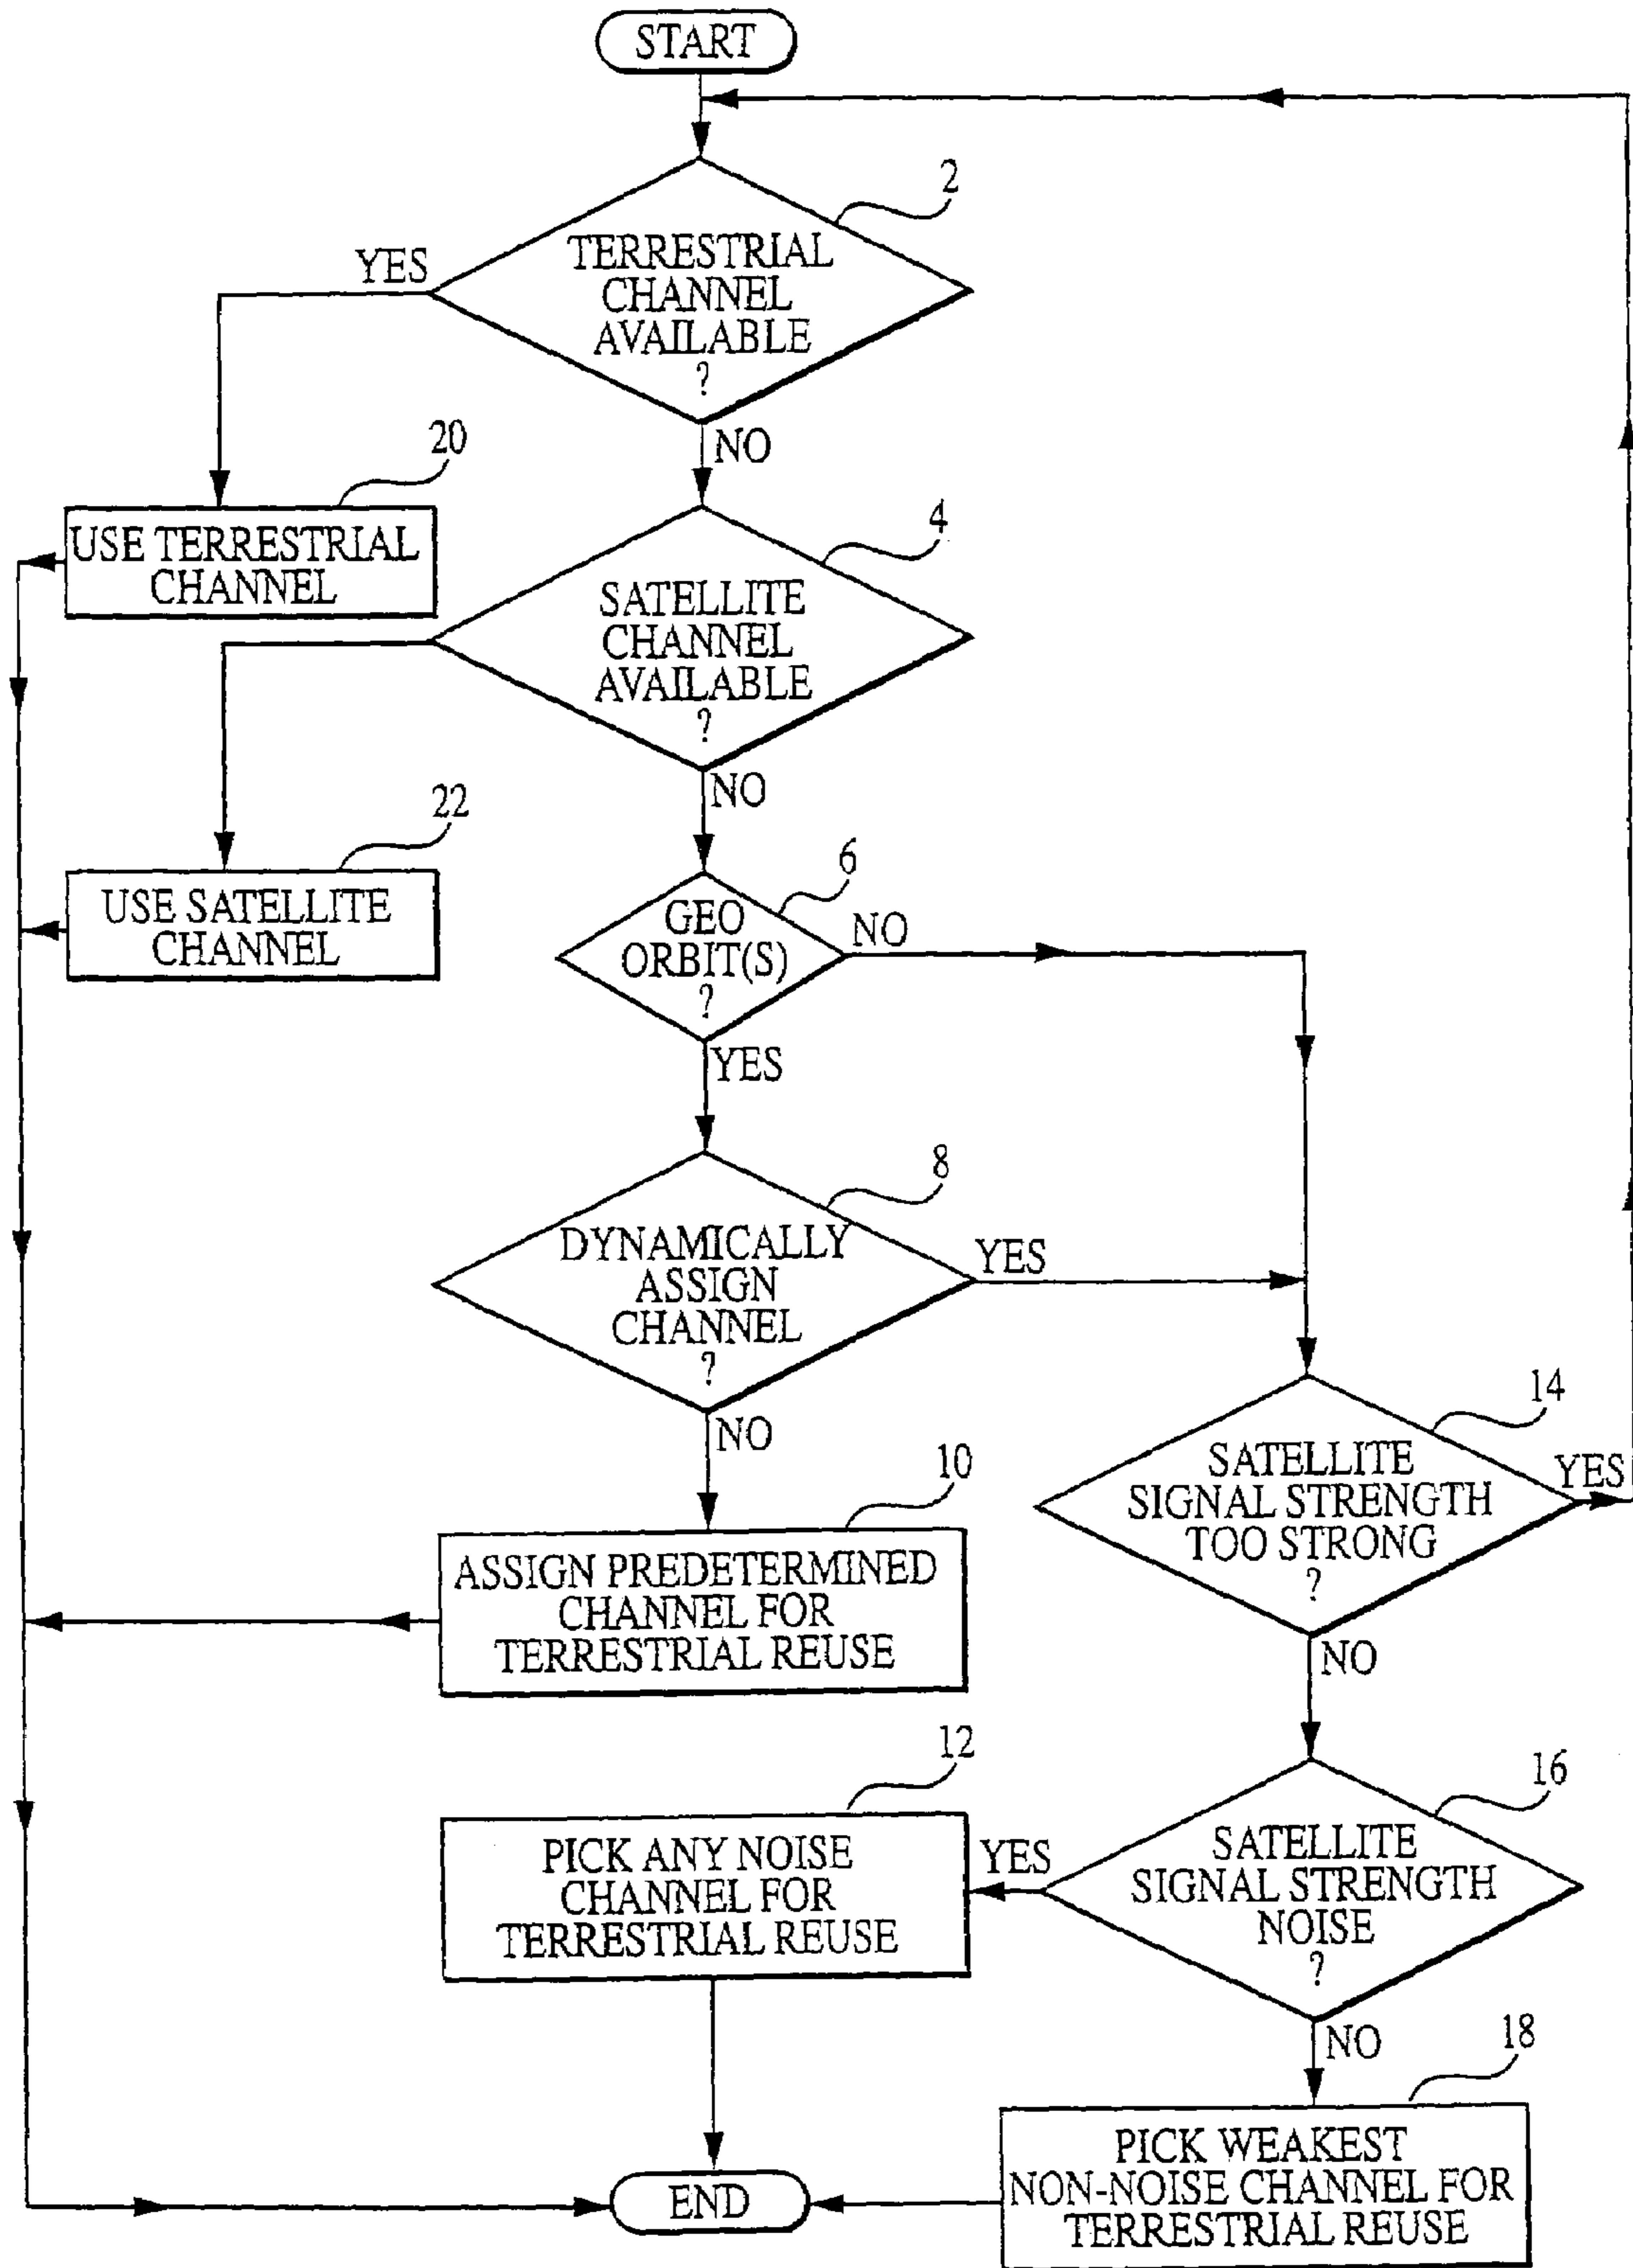 START
2
YES
TERRESTRIAL
CHANNEL
AVAILABLE
?
NO
20
USE TERRESTRIAL
CHANNEL
4
SATELLITE
CHANNEL
AVAILABLE
?
NO
22
USE SATELLITE
CHANNEL
6
GEO
ORBIT(S)
?
NO
YES
8
DYNAMICALLY
ASSIGN
CHANNEL
?
YES
NO
14
SATELLITE
SIGNAL STRENGTH
TOO STRONG
?
YES
NO
10
ASSIGN PREDETERMINED
CHANNEL FOR
TERRESTRIAL REUSE
12
PICK ANY NOISE
CHANNEL FOR
TERRESTRIAL REUSE
YES
16
SATELLITE
SIGNAL STRENGTH
NOISE
?
NO
18
PICK WEAKEST
NON-NOISE CHANNEL FOR
TERRESTRIAL REUSE
END